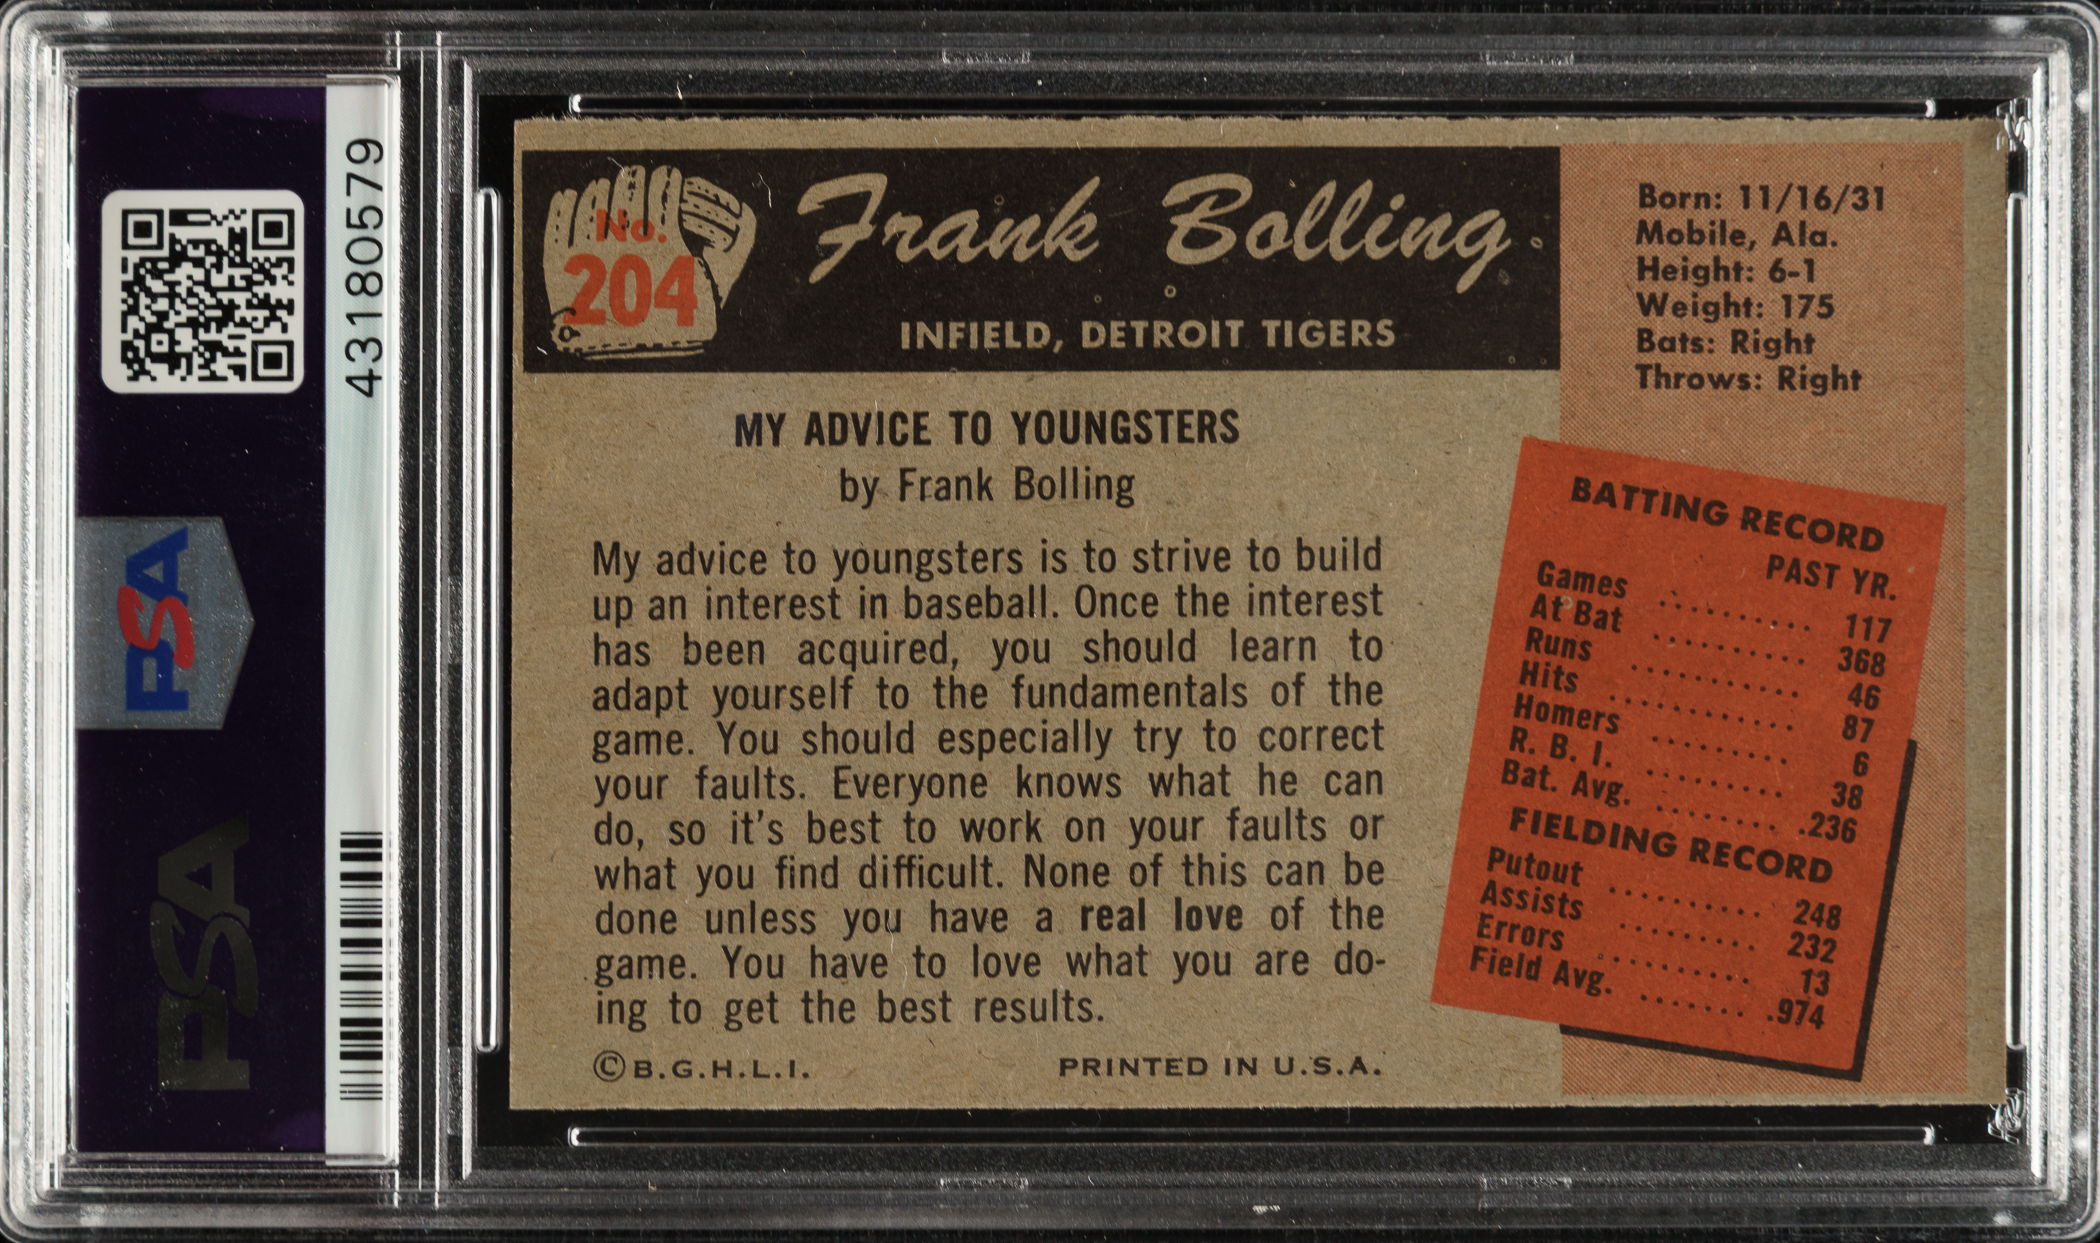 PSA
PSA
43180579
No.
204
Frank Bolling
INFIELD, DETROIT TIGERS
Born: 11/16/31
Mobile, Ala.
Height: 6-1
Weight: 175
Bats: Right
Throws: Right
MY ADVICE TO YOUNGSTERS
by Frank Bolling
My advice to youngsters is to strive to build
up an interest in baseball. Once the interest
has been acquired, you should learn to
adapt yourself to the fundamentals of the
game. You should especially try to correct
your faults. Everyone knows what he can
do, so it's best to work on your faults or
what you find difficult. None of this can be
done unless you have a real love of the
game. You have to love what you are do-
ing to get the best results.
© B.G.H.L.I. PRINTED IN U.S.A.
BATTING RECORD
PAST YR.
Games .......... 117
At Bat .......... 368
Runs ........... 46
Hits ............. 87
Homers ......... 6
R. B. I. .......... 38
Bat. Avg. ........ .236
FIELDING RECORD
Putout .......... 248
Assists ......... 232
Errors .......... 13
Field Avg. ....... .974